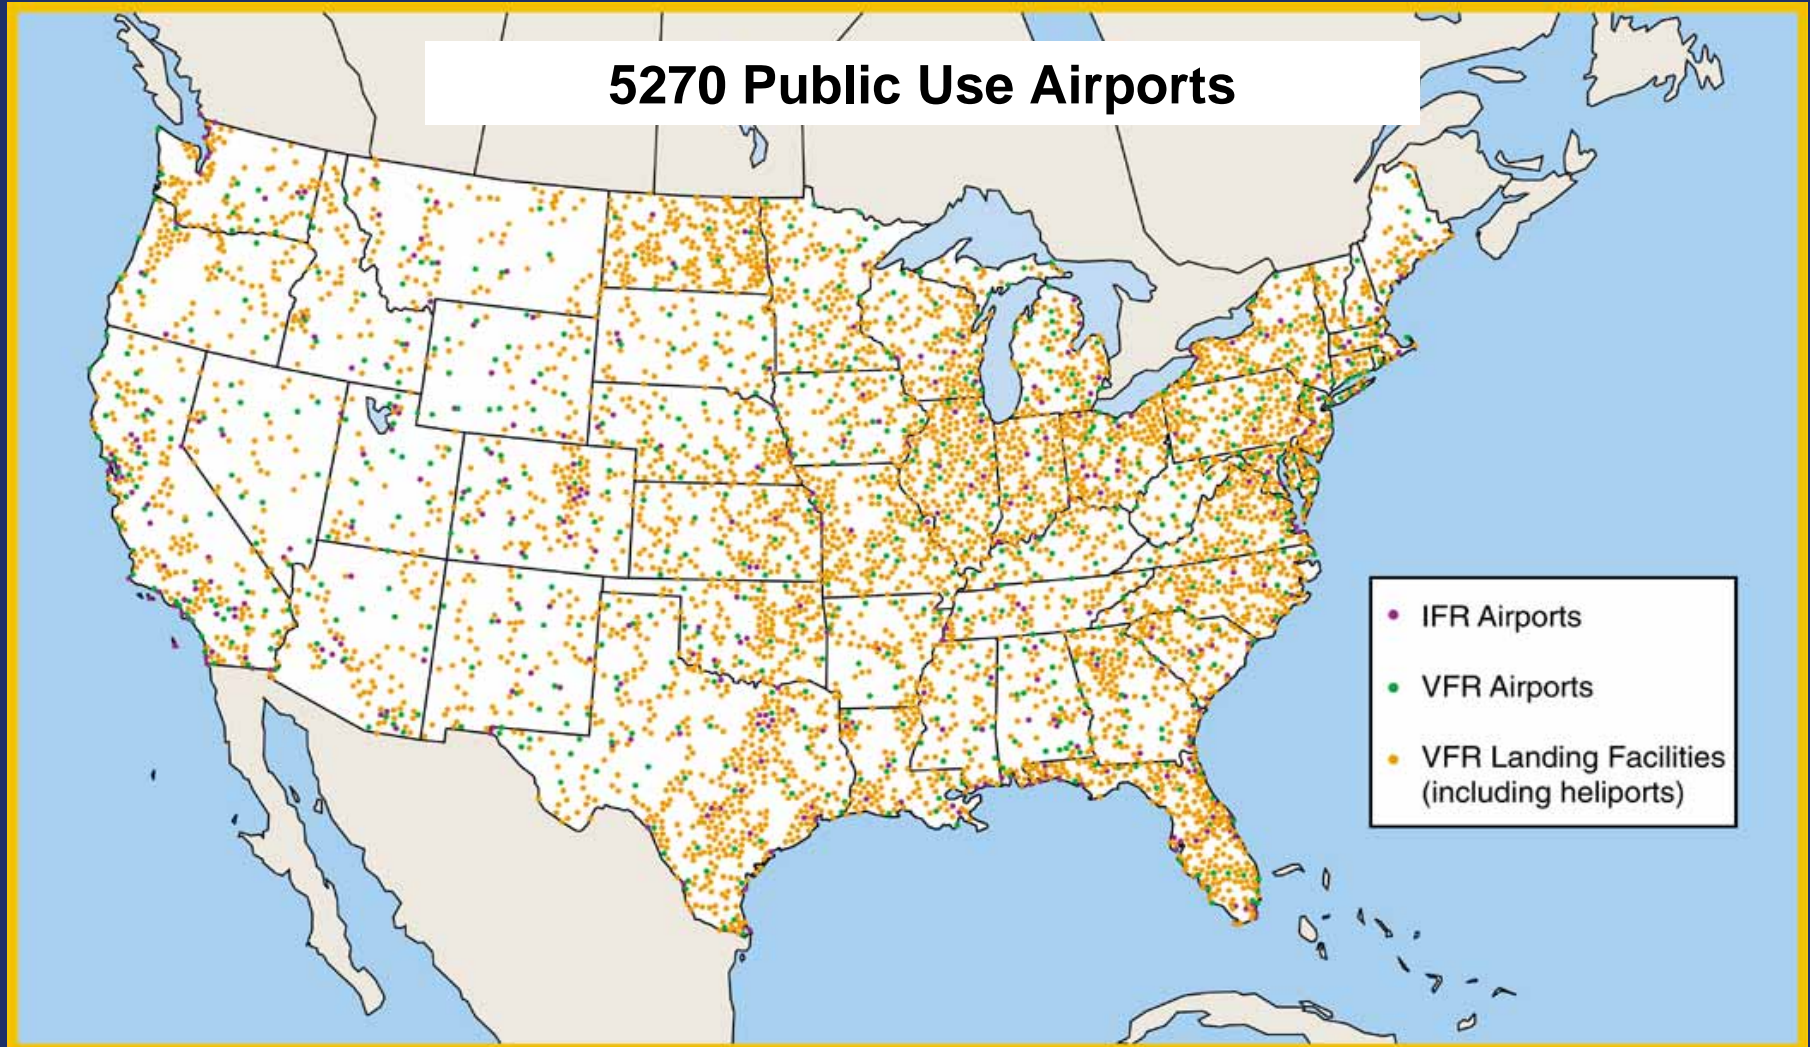 5270 Public Use Airports
IFR Airports
VFR Airports
VFR Landing Facilities
(including heliports)